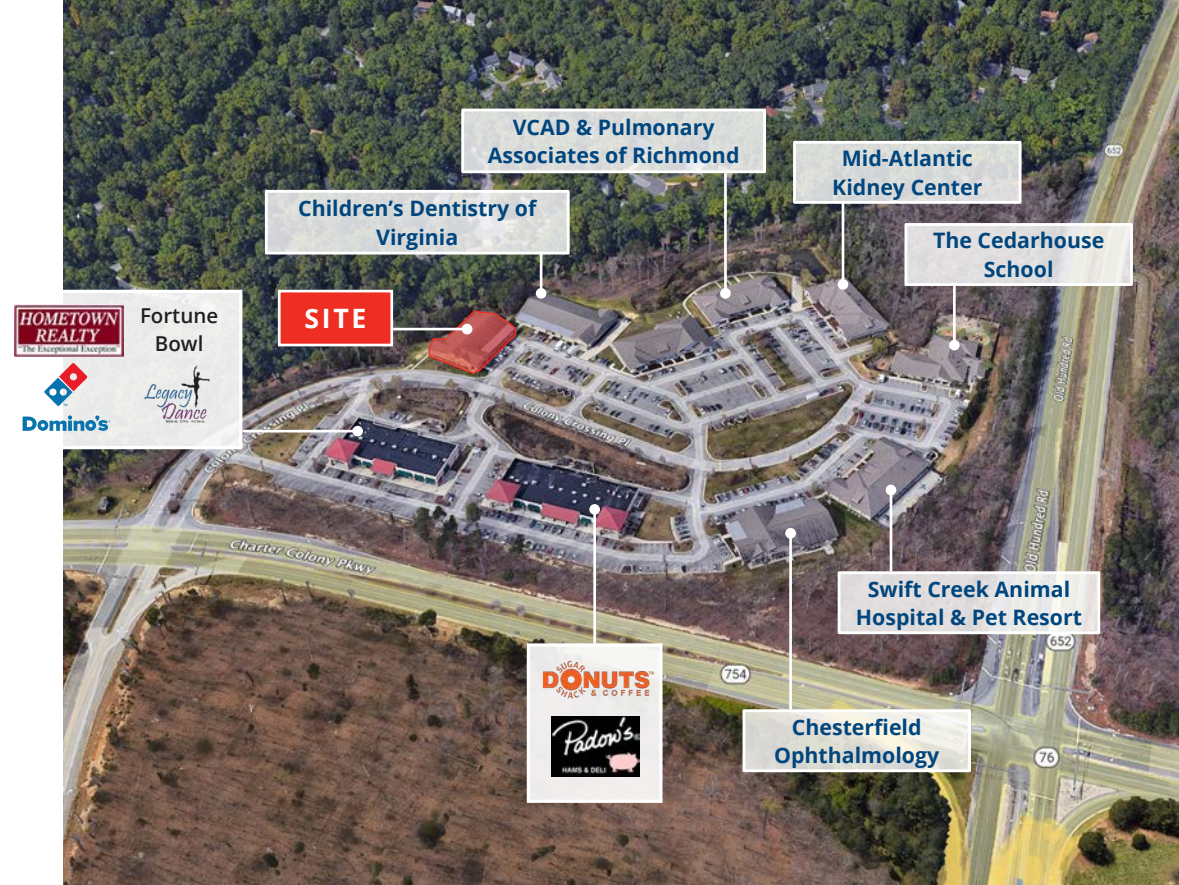 VCAD & Pulmonary
Associates of Richmond
Mid-Atlantic
Kidney Center
Children's Dentistry of
Virginia
The Cedarhouse
School
SITE
HOMETOWN
REALTY
"The Exceptional Exception"
Fortune
Bowl
Domino's
Legacy
Dance
652
Old Hundred Rd
Colony Crossing Pl
Colony Crossing Pl
Old Hundred Rd
Charter Colony Pkwy
Swift Creek Animal
Hospital & Pet Resort
652
754
SUGAR
DONUTS
SHACK & COFFEE
Padow's
HAMS & DELI
Chesterfield
Ophthalmology
76